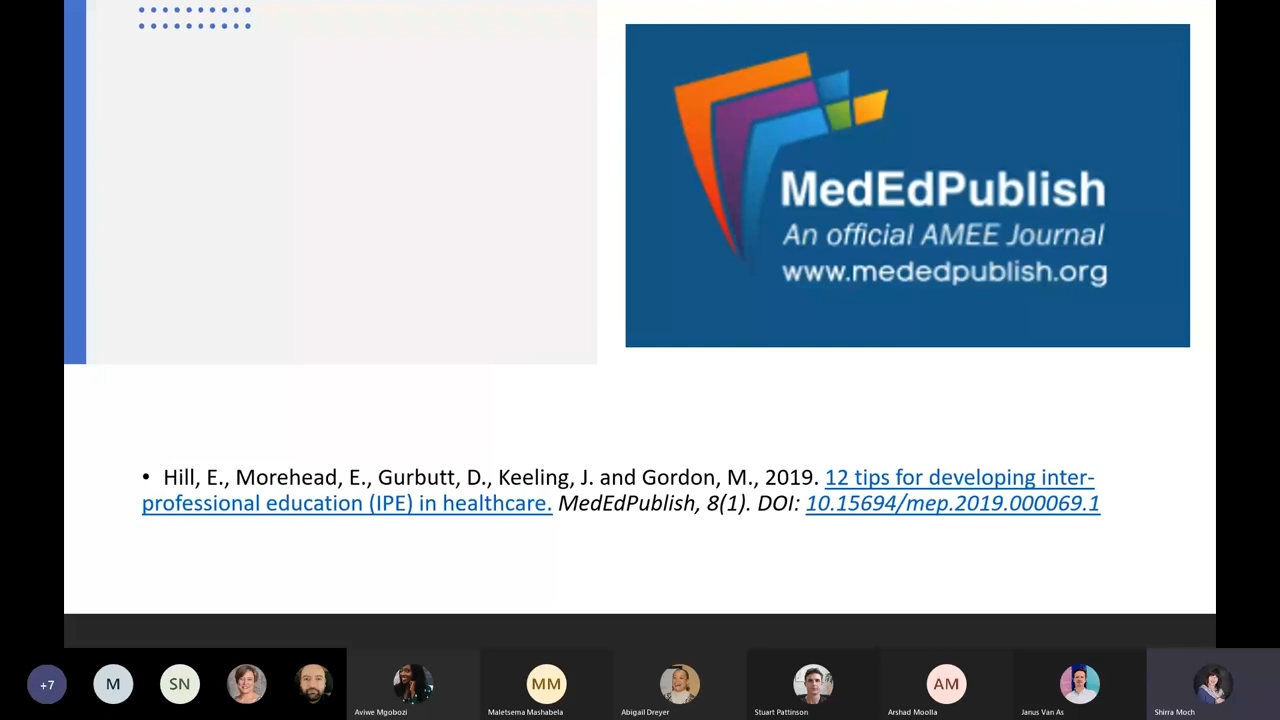 MedEdPublish
An official AMEE Journal
www.mededpublish.org
• Hill, E., Morehead, E., Gurbutt, D., Keeling, J. and Gordon, M., 2019. 12 tips for developing inter-
professional education (IPE) in healthcare. MedEdPublish, 8(1). DOI: 10.15694/mep.2019.000069.1
+7
M
SN
MM
AM
Aviwe Mgobozi
Maletsema Mashabela
Abigail Dreyer
Stuart Pattinson
Arshad Moolla
Janus Van As
Shirra Moch